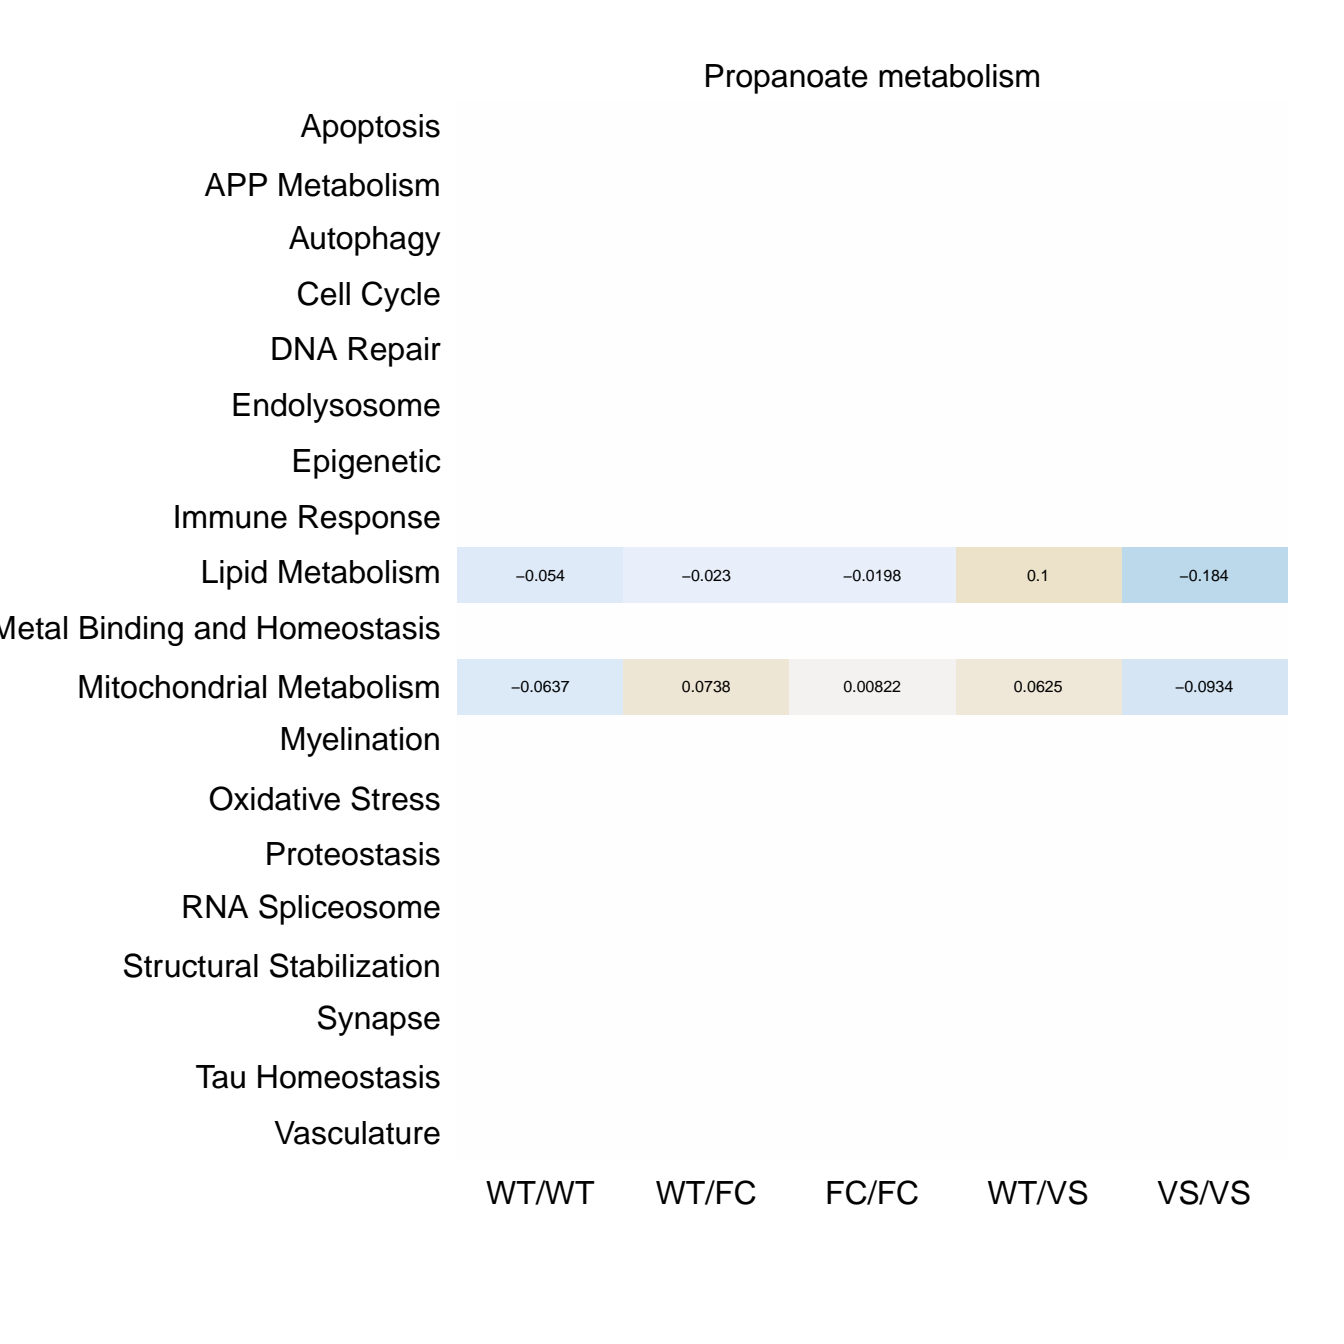 Propanoate metabolism
Apoptosis
APP Metabolism
Autophagy
Cell Cycle
DNA Repair
Endolysosome
Epigenetic
Immune Response
Lipid Metabolism −0.054 −0.023 −0.0198 0.1 −0.184
Metal Binding and Homeostasis
Mitochondrial Metabolism −0.0637 0.0738 0.00822 0.0625 −0.0934
Myelination
Oxidative Stress
Proteostasis
RNA Spliceosome
Structural Stabilization
Synapse
Tau Homeostasis
Vasculature
WT/WT WT/FC FC/FC WT/VS VS/VS